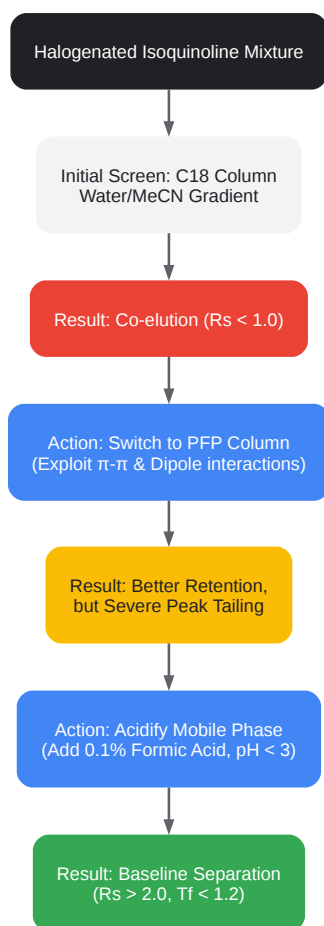 Halogenated Isoquinoline Mixture
Initial Screen: C18 Column
Water/MeCN Gradient
Result: Co-elution (Rs < 1.0)
Action: Switch to PFP Column
(Exploit π-π & Dipole interactions)
Result: Better Retention,
but Severe Peak Tailing
Action: Acidify Mobile Phase
(Add 0.1% Formic Acid, pH < 3)
Result: Baseline Separation
(Rs > 2.0, Tf < 1.2)